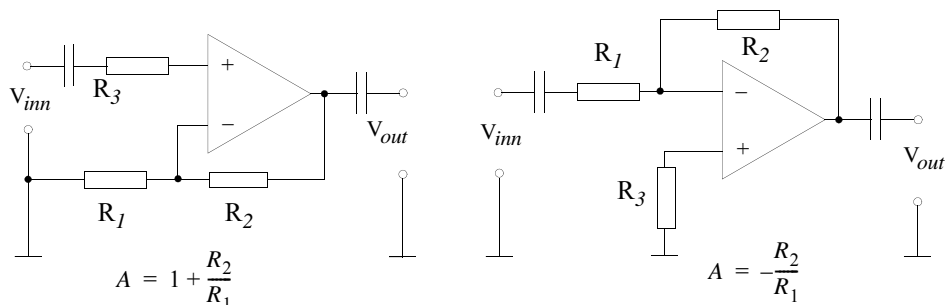 +
R3
Vinn
−
Vout
R1
R2
A = 1 + R2/R1
R1
R2
−
Vinn
+
Vout
R3
A = −R2/R1